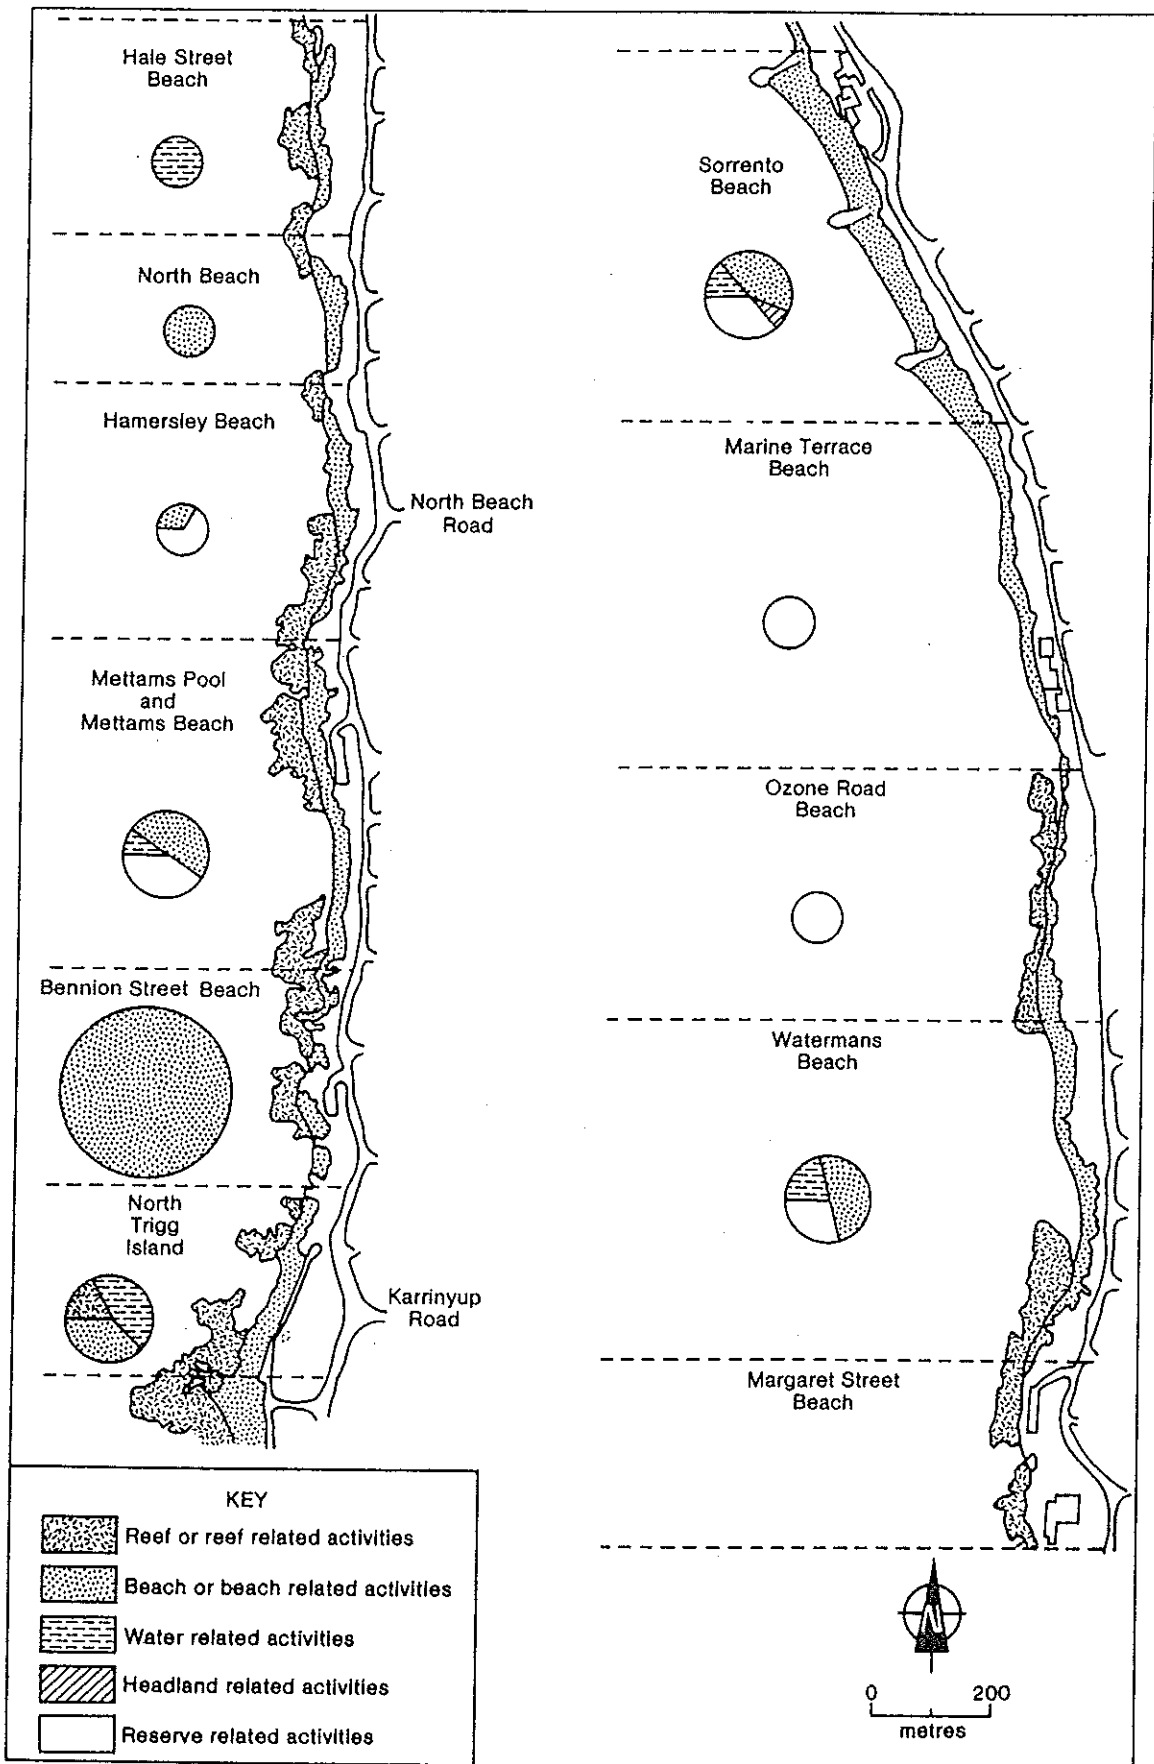 Hale Street
Beach
North Beach
Hamersley Beach
North Beach
Road
Mettams Pool
and
Mettams Beach
Bennion Street Beach
North
Trigg
Island
Karrinyup
Road
Sorrento
Beach
Marine Terrace
Beach
Ozone Road
Beach
Watermans
Beach
Margaret Street
Beach
KEY
Reef or reef related activities
Beach or beach related activities
Water related activities
Headland related activities
Reserve related activities
N
0 200
metres